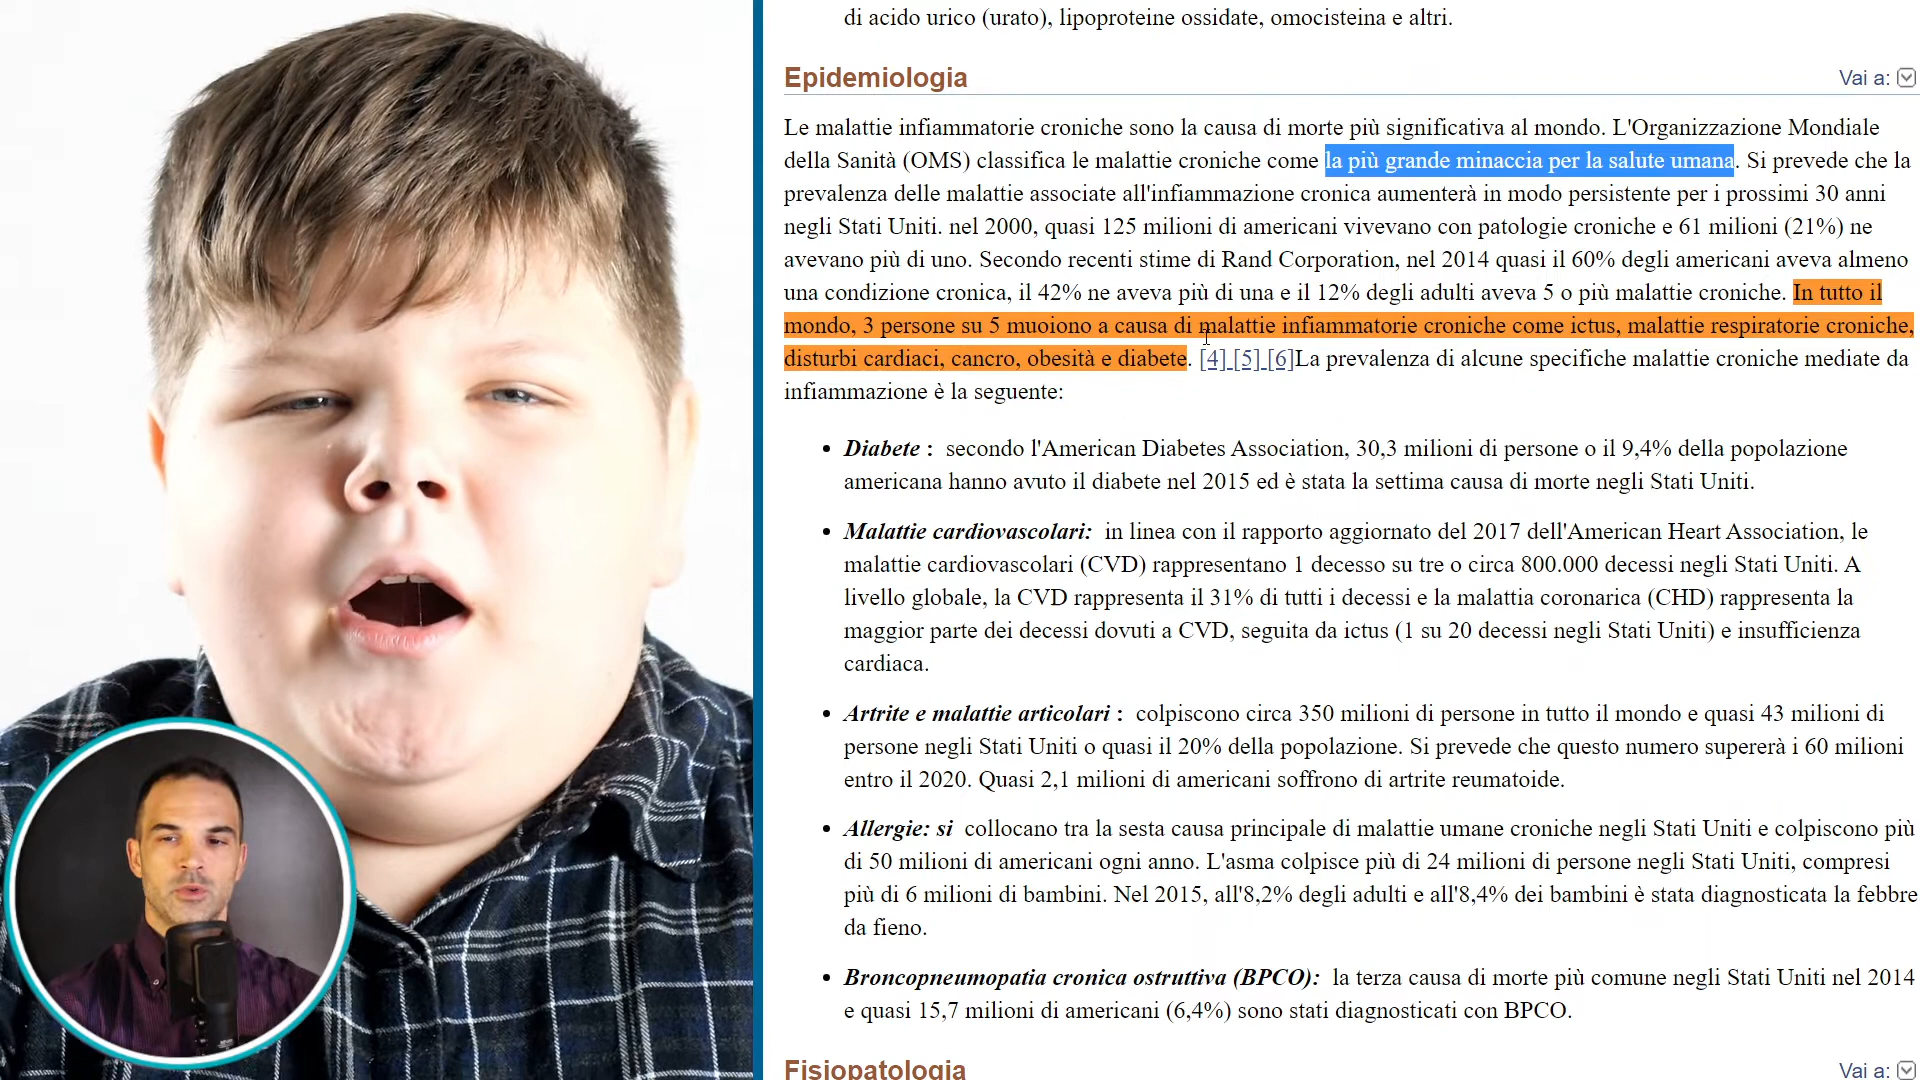 di acido urico (urato), lipoproteine ossidate, omocisteina e altri.
Epidemiologia
Vai a:
Le malattie infiammatorie croniche sono la causa di morte più significativa al mondo. L'Organizzazione Mondiale
della Sanità (OMS) classifica le malattie croniche come la più grande minaccia per la salute umana. Si prevede che la
prevalenza delle malattie associate all'infiammazione cronica aumenterà in modo persistente per i prossimi 30 anni
negli Stati Uniti. nel 2000, quasi 125 milioni di americani vivevano con patologie croniche e 61 milioni (21%) ne
avevano più di uno. Secondo recenti stime di Rand Corporation, nel 2014 quasi il 60% degli americani aveva almeno
una condizione cronica, il 42% ne aveva più di una e il 12% degli adulti aveva 5 o più malattie croniche. In tutto il
mondo, 3 persone su 5 muoiono a causa di malattie infiammatorie croniche come ictus, malattie respiratorie croniche,
disturbi cardiaci, cancro, obesità e diabete. [4] [5] [6]La prevalenza di alcune specifiche malattie croniche mediate da
infiammazione è la seguente:
• Diabete : secondo l'American Diabetes Association, 30,3 milioni di persone o il 9,4% della popolazione
americana hanno avuto il diabete nel 2015 ed è stata la settima causa di morte negli Stati Uniti.
• Malattie cardiovascolari: in linea con il rapporto aggiornato del 2017 dell'American Heart Association, le
malattie cardiovascolari (CVD) rappresentano 1 decesso su tre o circa 800.000 decessi negli Stati Uniti. A
livello globale, la CVD rappresenta il 31% di tutti i decessi e la malattia coronarica (CHD) rappresenta la
maggior parte dei decessi dovuti a CVD, seguita da ictus (1 su 20 decessi negli Stati Uniti) e insufficienza
cardiaca.
• Artrite e malattie articolari : colpiscono circa 350 milioni di persone in tutto il mondo e quasi 43 milioni di
persone negli Stati Uniti o quasi il 20% della popolazione. Si prevede che questo numero supererà i 60 milioni
entro il 2020. Quasi 2,1 milioni di americani soffrono di artrite reumatoide.
• Allergie: si collocano tra la sesta causa principale di malattie umane croniche negli Stati Uniti e colpiscono più
di 50 milioni di americani ogni anno. L'asma colpisce più di 24 milioni di persone negli Stati Uniti, compresi
più di 6 milioni di bambini. Nel 2015, all'8,2% degli adulti e all'8,4% dei bambini è stata diagnosticata la febbre
da fieno.
• Broncopneumopatia cronica ostruttiva (BPCO): la terza causa di morte più comune negli Stati Uniti nel 2014
e quasi 15,7 milioni di americani (6,4%) sono stati diagnosticati con BPCO.
Fisiopatologia
Vai a: